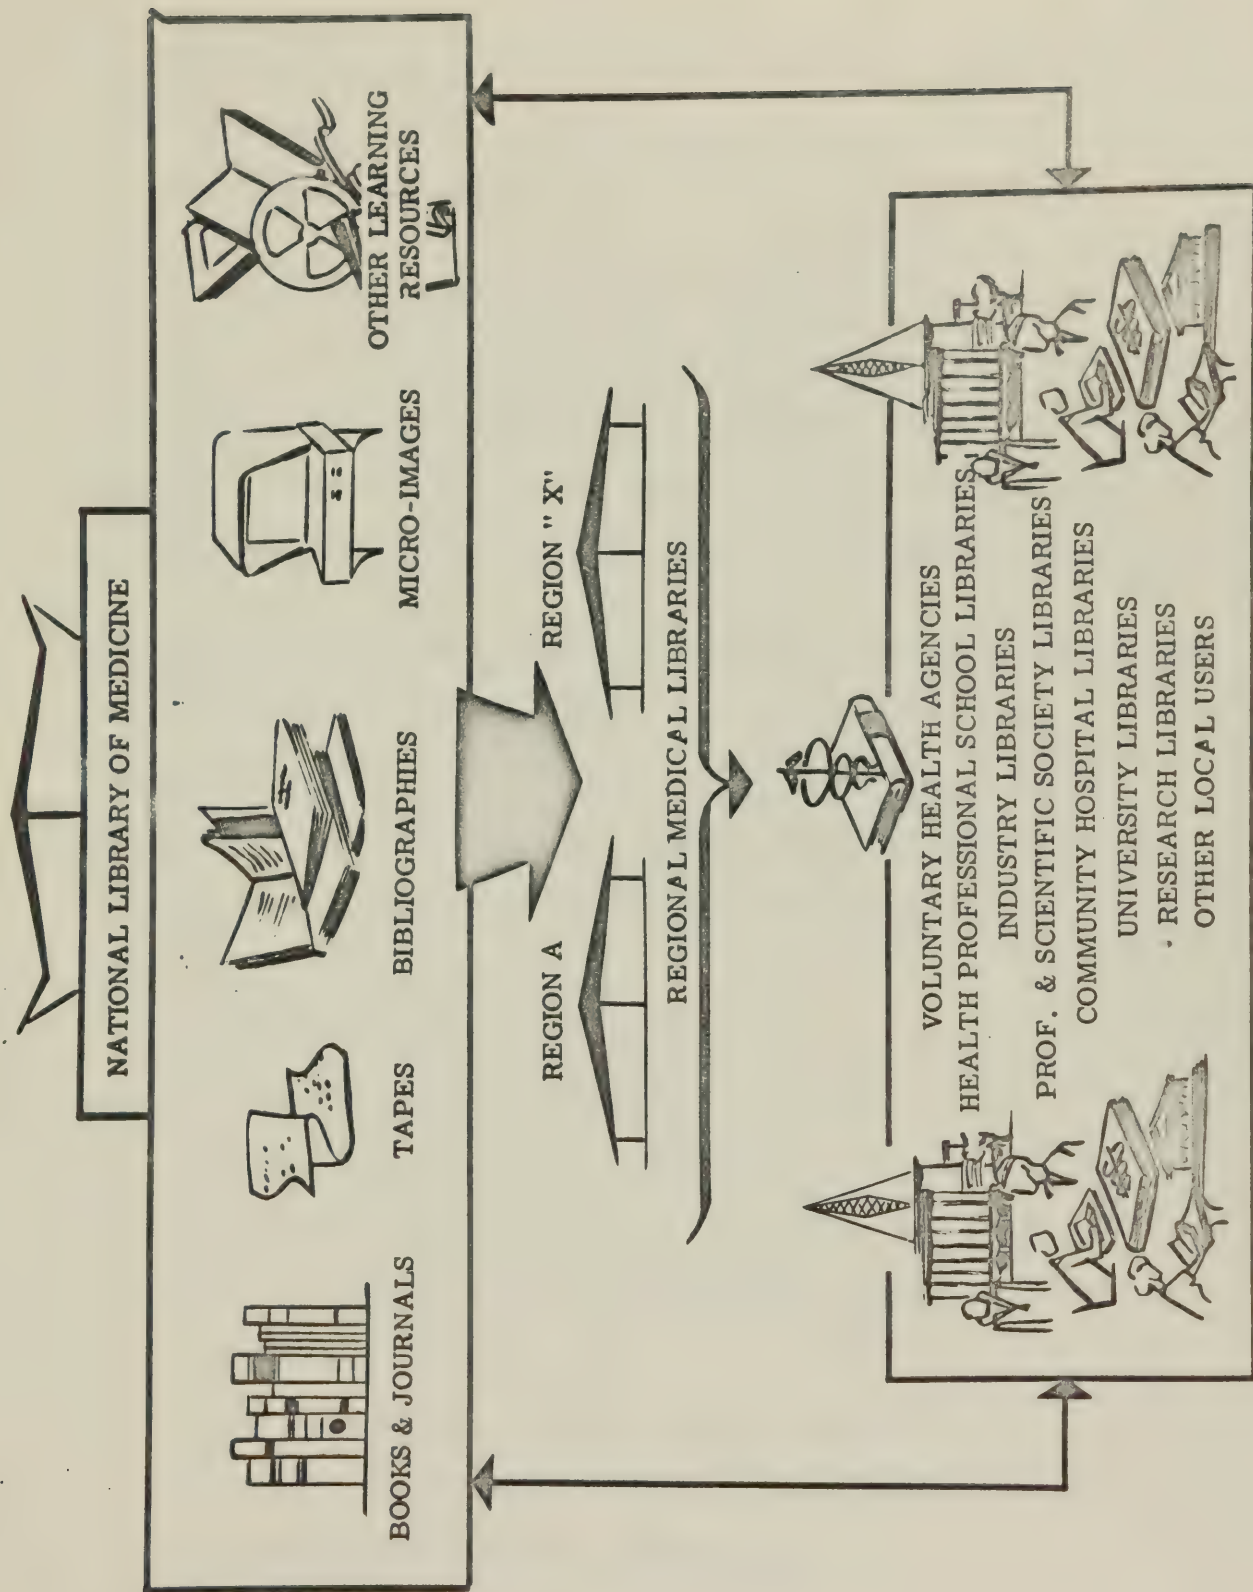 NATIONAL LIBRARY OF MEDICINE
BOOKS & JOURNALS
TAPES
BIBLIOGRAPHIES
MICRO-IMAGES
OTHER LEARNING
RESOURCES
REGION A
REGION "X"
REGIONAL MEDICAL LIBRARIES
VOLUNTARY HEALTH AGENCIES
HEALTH PROFESSIONAL SCHOOL LIBRARIES
INDUSTRY LIBRARIES
PROF. & SCIENTIFIC SOCIETY LIBRARIES
COMMUNITY HOSPITAL LIBRARIES
UNIVERSITY LIBRARIES
RESEARCH LIBRARIES
OTHER LOCAL USERS